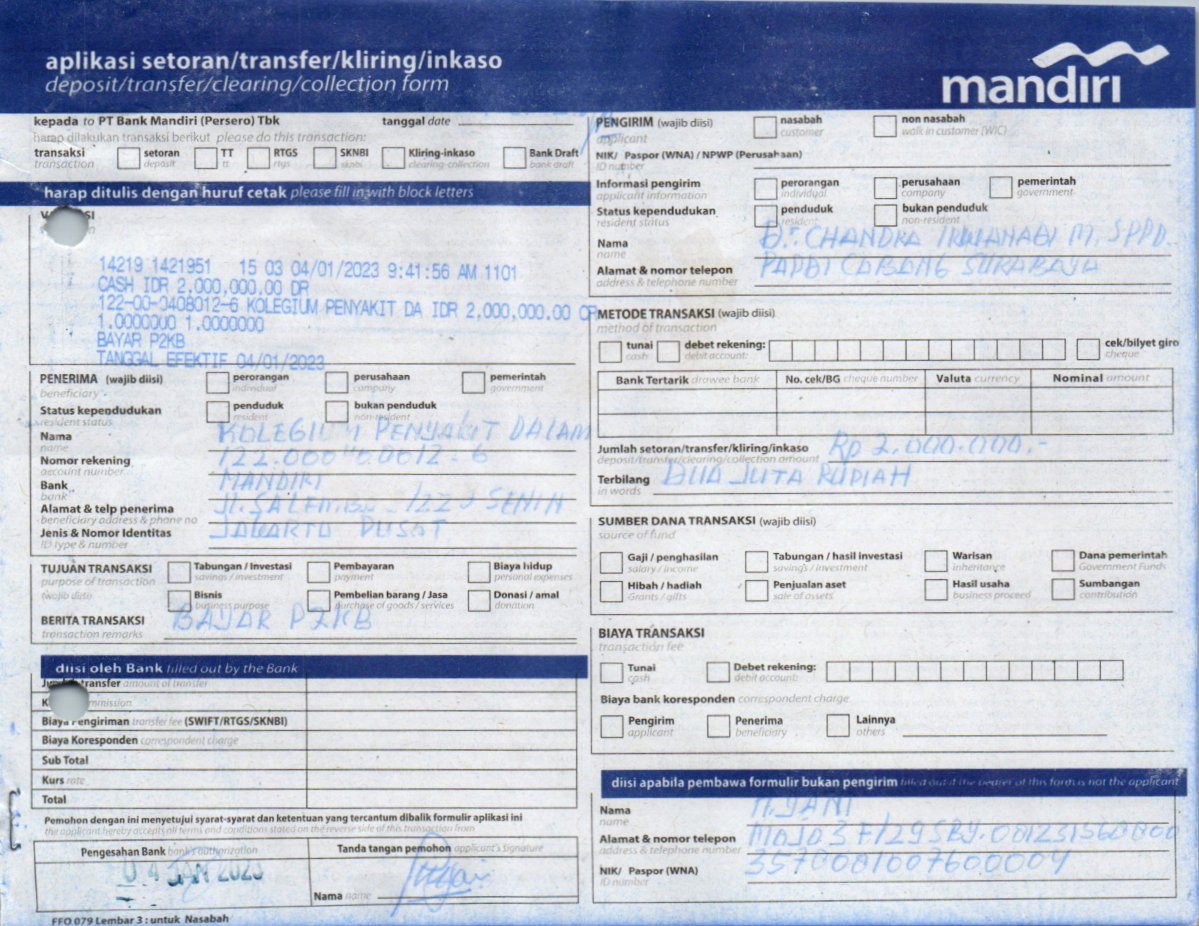 aplikasi setoran/transfer/kliring/inkaso
deposit/transfer/clearing/collection form
mandiri
kepada to PT Bank Mandiri (Persero) Tbk tanggal date
harap dilakukan transaksi berikut please do this transaction:
transaksi setoran TT RTGS SKNBI Kliring-inkaso Bank Draft
transaction deposit tt rtgs sknbi clearing-collection bank draft
harap ditulis dengan huruf cetak please fill in with block letters
14219 1421951 15 03 04/01/2023 9:41:56 AM 1101
CASH IDR 2,000,000.00 DR
122-00-0408012-6 KOLEGIUM PENYAKIT DA IDR 2,000,000.00 CR
1.0000000 1.0000000
BAYAR P2KB
TANGGAL EFEKTIF 04/01/2023
PENERIMA (wajib diisi) perorangan perusahaan pemerintah
beneficiary individual company government
Status kependudukan penduduk bukan penduduk
resident status resident non-resident
Nama KOLEGIUM PENYAKIT DALAM
name
Nomor rekening
account number
Bank MANDIRI
bank
Alamat & telp penerima JL. SALEMBA
beneficiary address & phone no
JAKARTA PUSAT
Jenis & Nomor Identitas
ID type & number
TUJUAN TRANSAKSI Tabungan / Investasi Pembayaran Biaya hidup
purpose of transaction savings / investment payment personal expenses
(wajib diisi) Bisnis Pembelian barang / Jasa Donasi / amal
business purpose purchase of goods / services donation
BERITA TRANSAKSI BAYAR P2KB
transaction remarks
diisi oleh Bank filled out by the Bank
transfer amount of transfer
Biaya Pengiriman transfer fee (SWIFT/RTGS/SKNBI)
Biaya Koresponden correspondent charge
Sub Total
Kurs rate
Total
Pemohon dengan ini menyetujui syarat-syarat dan ketentuan yang tercantum dibalik formulir aplikasi ini
the applicant hereby accepts all terms and conditions stated on the reverse side of this transaction from
Pengesahan Bank bank's authorization Tanda tangan pemohon applicant's signature
04 JAN 2023
Nama name
FFO 079 Lembar 3 : untuk Nasabah
PENGIRIM (wajib diisi) nasabah non nasabah
applicant customer walk in customer (WIC)
NIK/ Paspor (WNA) / NPWP (Perusahaan)
ID number
Informasi pengirim perorangan perusahaan pemerintah
applicant information individual company government
Status kependudukan penduduk bukan penduduk
resident status resident non-resident
Nama Dr. CHANDRA IRWANADI M. SPPD
name
Alamat & nomor telepon PAPDI CABANG SURABAYA
address & telephone number
METODE TRANSAKSI (wajib diisi)
method of transaction
tunai debet rekening: cek/bilyet giro
cash debit account: cheque
Bank Tertarik drawee bank No. cek/BG cheque number Valuta currency Nominal amount
Jumlah setoran/transfer/kliring/inkaso Rp 2.000.000,-
deposit/transfer/clearing/collection amount
Terbilang DUA JUTA RUPIAH
in words
SUMBER DANA TRANSAKSI (wajib diisi)
source of fund
Gaji / penghasilan Tabungan / hasil investasi Warisan Dana pemerintah
salary / income savings / investment inheritance Government Funds
Hibah / hadiah Penjualan aset Hasil usaha Sumbangan
Grants / gifts sale of assets business proceed contribution
BIAYA TRANSAKSI
transaction fee
Tunai Debet rekening:
cash debit account:
Biaya bank koresponden correspondent charge
Pengirim Penerima Lainnya
applicant beneficiary others
diisi apabila pembawa formulir bukan pengirim filled out if the bearer of this form is not the applicant
Nama
name
Alamat & nomor telepon
address & telephone number
NIK/ Paspor (WNA)
ID number